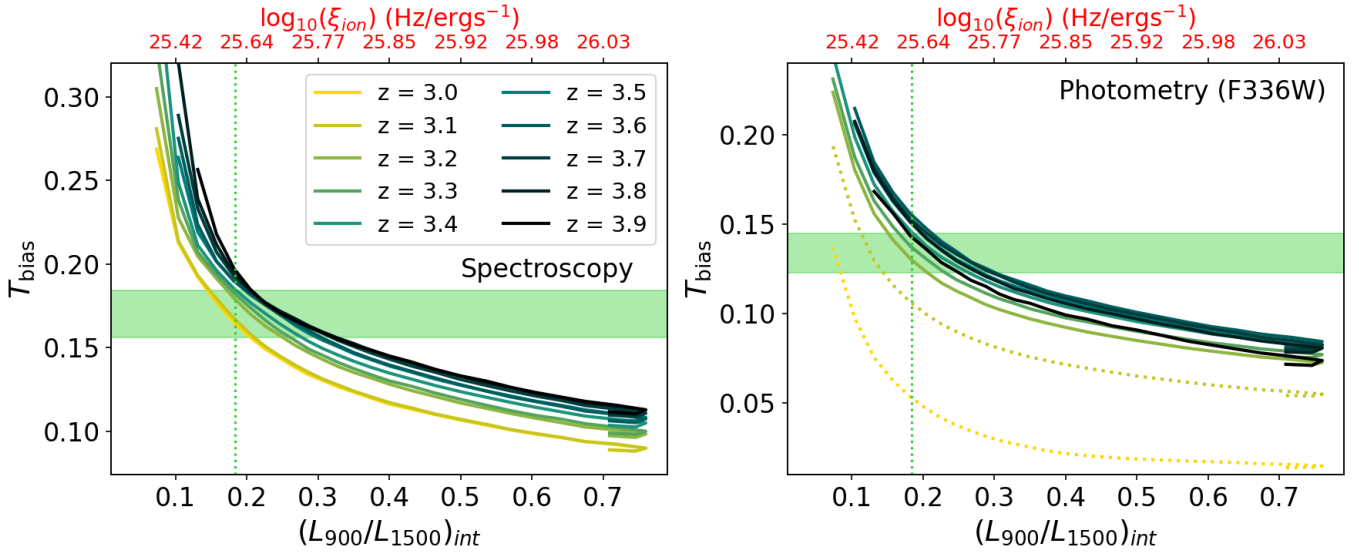 log₁₀(ξᵢₒₙ) (Hz/ergs⁻¹)
25.42 25.64 25.77 25.85 25.92 25.98 26.03
0.30
0.25
0.20
0.15
0.10
T_bias
z = 3.0 z = 3.5
z = 3.1 z = 3.6
z = 3.2 z = 3.7
z = 3.3 z = 3.8
z = 3.4 z = 3.9
Spectroscopy
0.1 0.2 0.3 0.4 0.5 0.6 0.7
(L₉₀₀/L₁₅₀₀)ᵢₙₜ
log₁₀(ξᵢₒₙ) (Hz/ergs⁻¹)
25.42 25.64 25.77 25.85 25.92 25.98 26.03
Photometry (F336W)
0.20
0.15
0.10
0.05
T_bias
0.1 0.2 0.3 0.4 0.5 0.6 0.7
(L₉₀₀/L₁₅₀₀)ᵢₙₜ